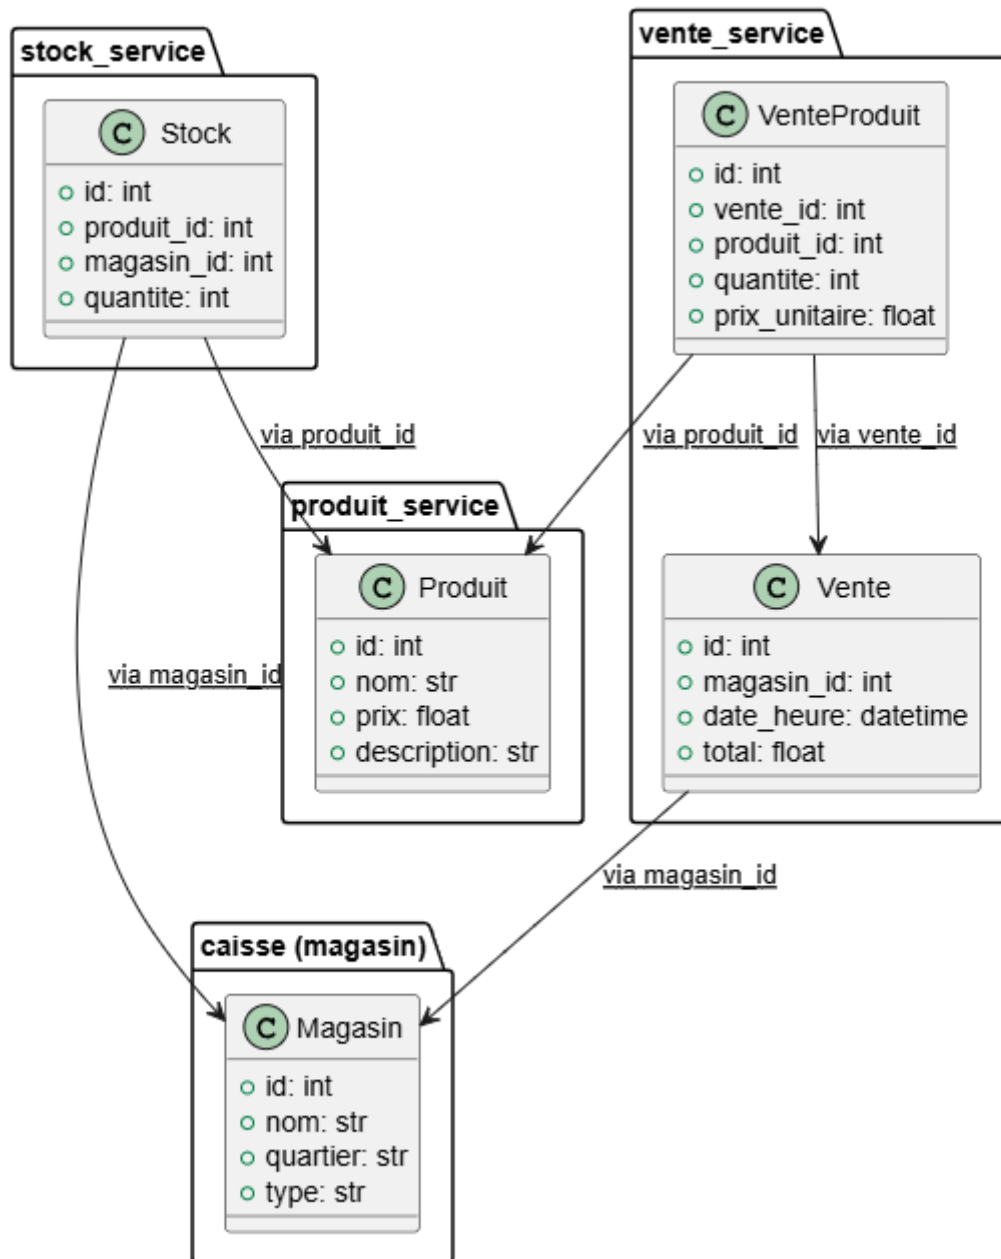 stock_service
C Stock
id: int
produit_id: int
magasin_id: int
quantite: int
vente_service
C VenteProduit
id: int
vente_id: int
produit_id: int
quantite: int
prix_unitaire: float
via produit_id
via produit_id
via vente_id
produit_service
C Produit
id: int
nom: str
prix: float
description: str
C Vente
id: int
magasin_id: int
date_heure: datetime
total: float
via magasin_id
via magasin_id
caisse (magasin)
C Magasin
id: int
nom: str
quartier: str
type: str